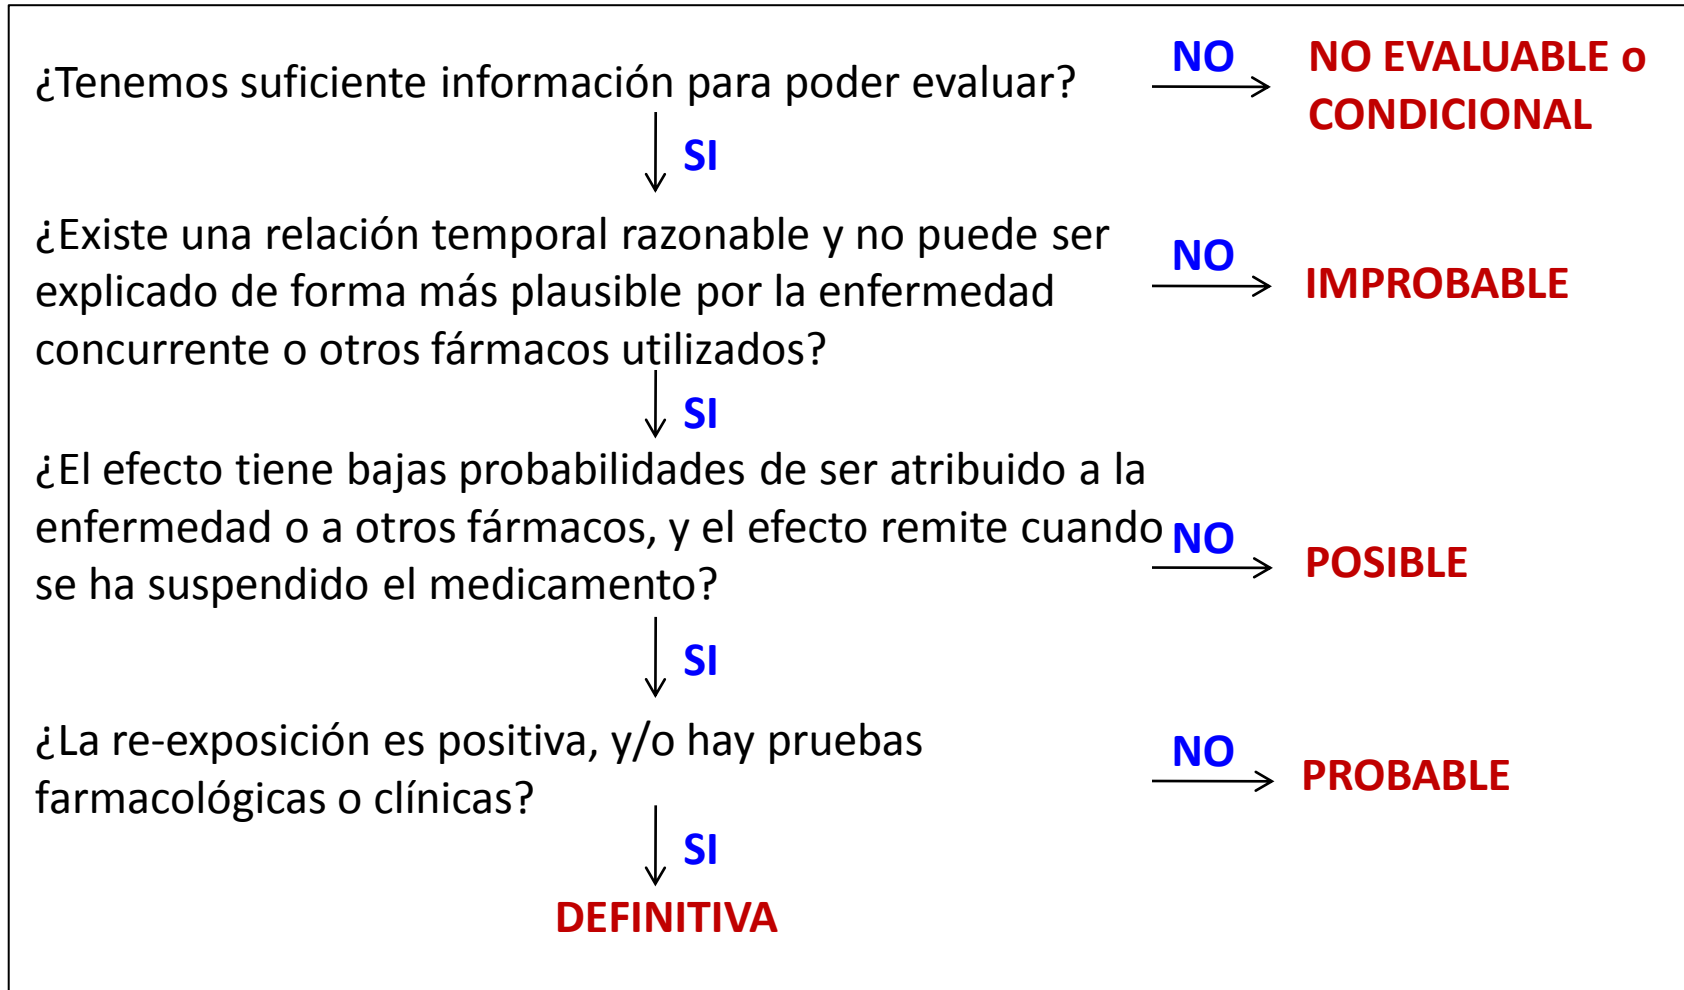 ¿Tenemos suficiente información para poder evaluar?
NO
NO EVALUABLE o
CONDICIONAL
SI
¿Existe una relación temporal razonable y no puede ser
explicado de forma más plausible por la enfermedad
concurrente o otros fármacos utilizados?
NO
IMPROBABLE
SI
¿El efecto tiene bajas probabilidades de ser atribuido a la
enfermedad o a otros fármacos, y el efecto remite cuando
se ha suspendido el medicamento?
NO
POSIBLE
SI
¿La re-exposición es positiva, y/o hay pruebas
farmacológicas o clínicas?
NO
PROBABLE
SI
DEFINITIVA